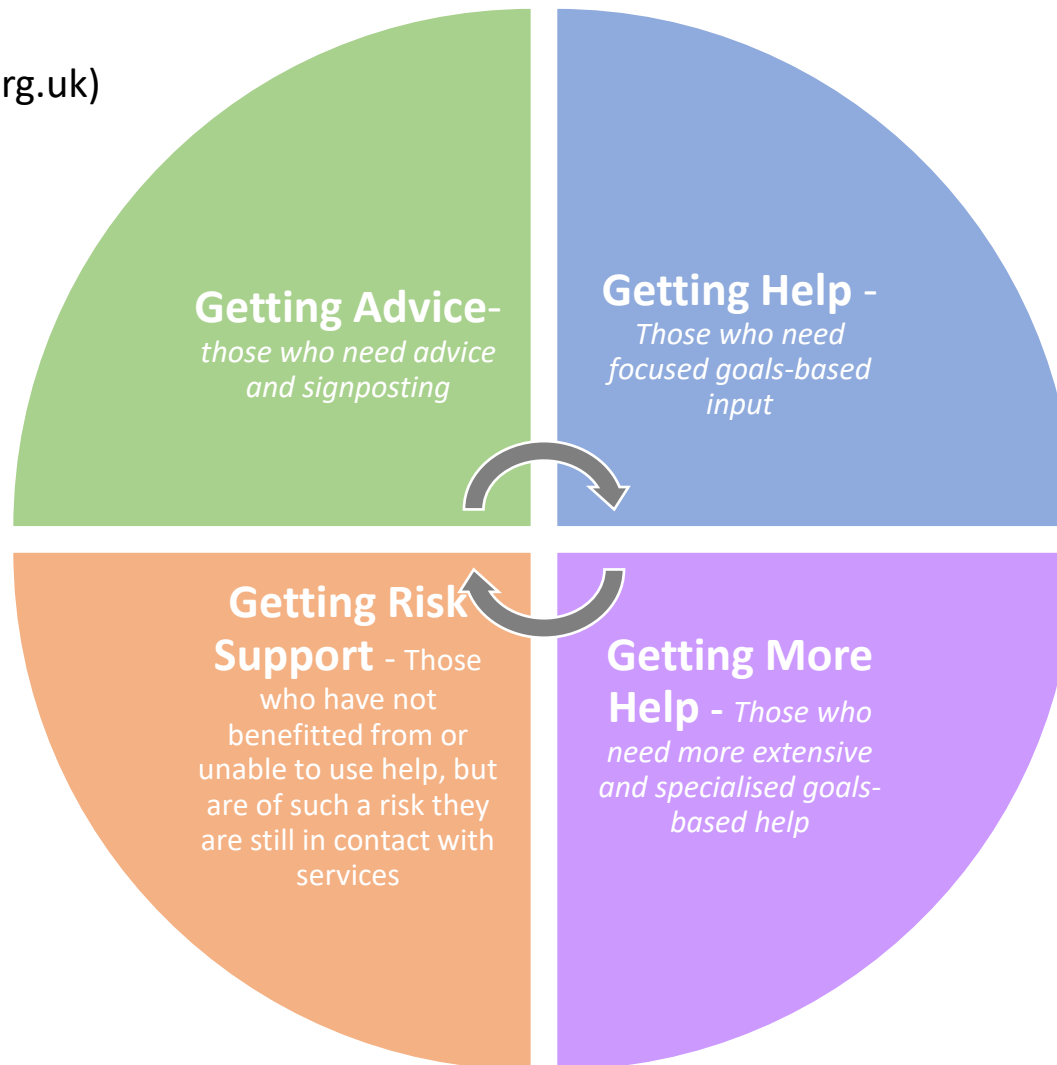 rg.uk)
Getting Advice-
those who need advice
and signposting
Getting Help -
Those who need
focused goals-based
input
Getting Risk
Support - Those
who have not
benefitted from or
unable to use help, but
are of such a risk they
are still in contact with
services
Getting More
Help - Those who
need more extensive
and specialised goals-
based help